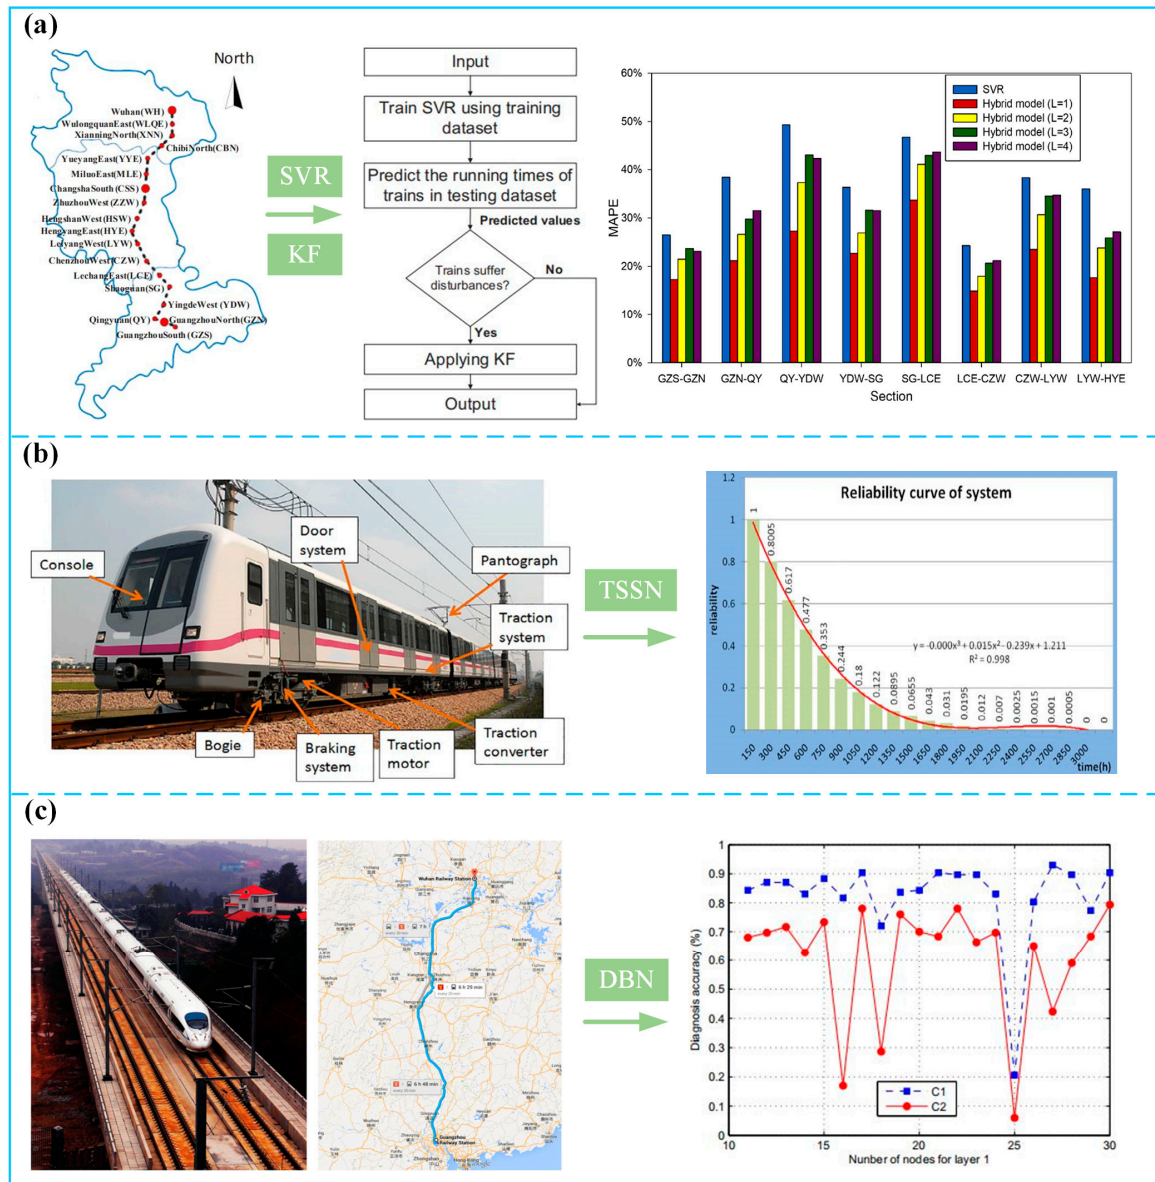 (a)
North
Wuhan(WH)
WulongquanEast(WLQE)
XianningNorth(XNN)
ChibiNorth(CBN)
YueyangEast(YYE)
MiluoEast(MLE)
ChangshaSouth(CSS)
ZhuzhouWest(ZZW)
HengshanWest(HSW)
HengyangEast(HYE)
LeiyangWest(LYW)
ChenzhouWest(CZW)
LechangEast(LCE)
Shaoguan(SG)
YingdeWest (YDW)
Qingyuan(QY)
GuangzhouNorth(GZN)
GuangzhouSouth(GZS)
SVR
KF
Input
Train SVR using training
dataset
Predict the running times of
trains in testing dataset
Predicted values
Trains suffer
disturbances?
No
Yes
Applying KF
Output
60%
50%
40%
30%
20%
10%
0%
MAPE
SVR
Hybrid model (L=1)
Hybrid model (L=2)
Hybrid model (L=3)
Hybrid model (L=4)
GZS-GZN GZN-QY QY-YDW YDW-SG SG-LCE LCE-CZW CZW-LYW LYW-HYE
Section
(b)
Console
Door
system
Pantograph
Traction
system
Bogie
Braking
system
Traction
motor
Traction
converter
TSSN
Reliability curve of system
1.2
1
0.8
0.6
0.4
0.2
0
reliability
1
0.8005
0.617
0.477
0.353
0.244
0.18
0.122
0.0895
0.0655
0.043
0.031
0.0195
0.012
0.007
0.0025
0.0015
0.001
0.0005
0
0
y = -0.000x³ + 0.015x² - 0.239x + 1.211
R² = 0.998
150 300 450 600 750 900 1050 1200 1350 1500 1650 1800 1950 2100 2250 2400 2550 2700 2850 3000
time(h)
(c)
Wuhan Railway Station
7 h
6 h 26 min
6 h 48 min
Guangzhou
Railway Station
DBN
1
0.9
0.8
0.7
0.6
0.5
0.4
0.3
0.2
0.1
0
Diagnosis accuracy (%)
C1
C2
10 15 20 25 30
Nunber of nodes for layer 1